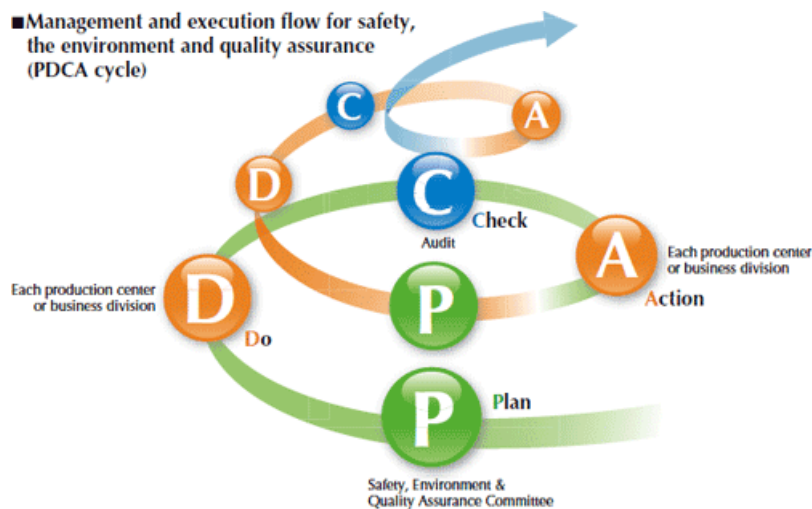 ■Management and execution flow for safety,
the environment and quality assurance
(PDCA cycle)
C
A
D
C
Check
Audit
A
Each production center
or business division
Action
Each production center
or business division
D
Do
P
P
Plan
Safety, Environment &
Quality Assurance Committee